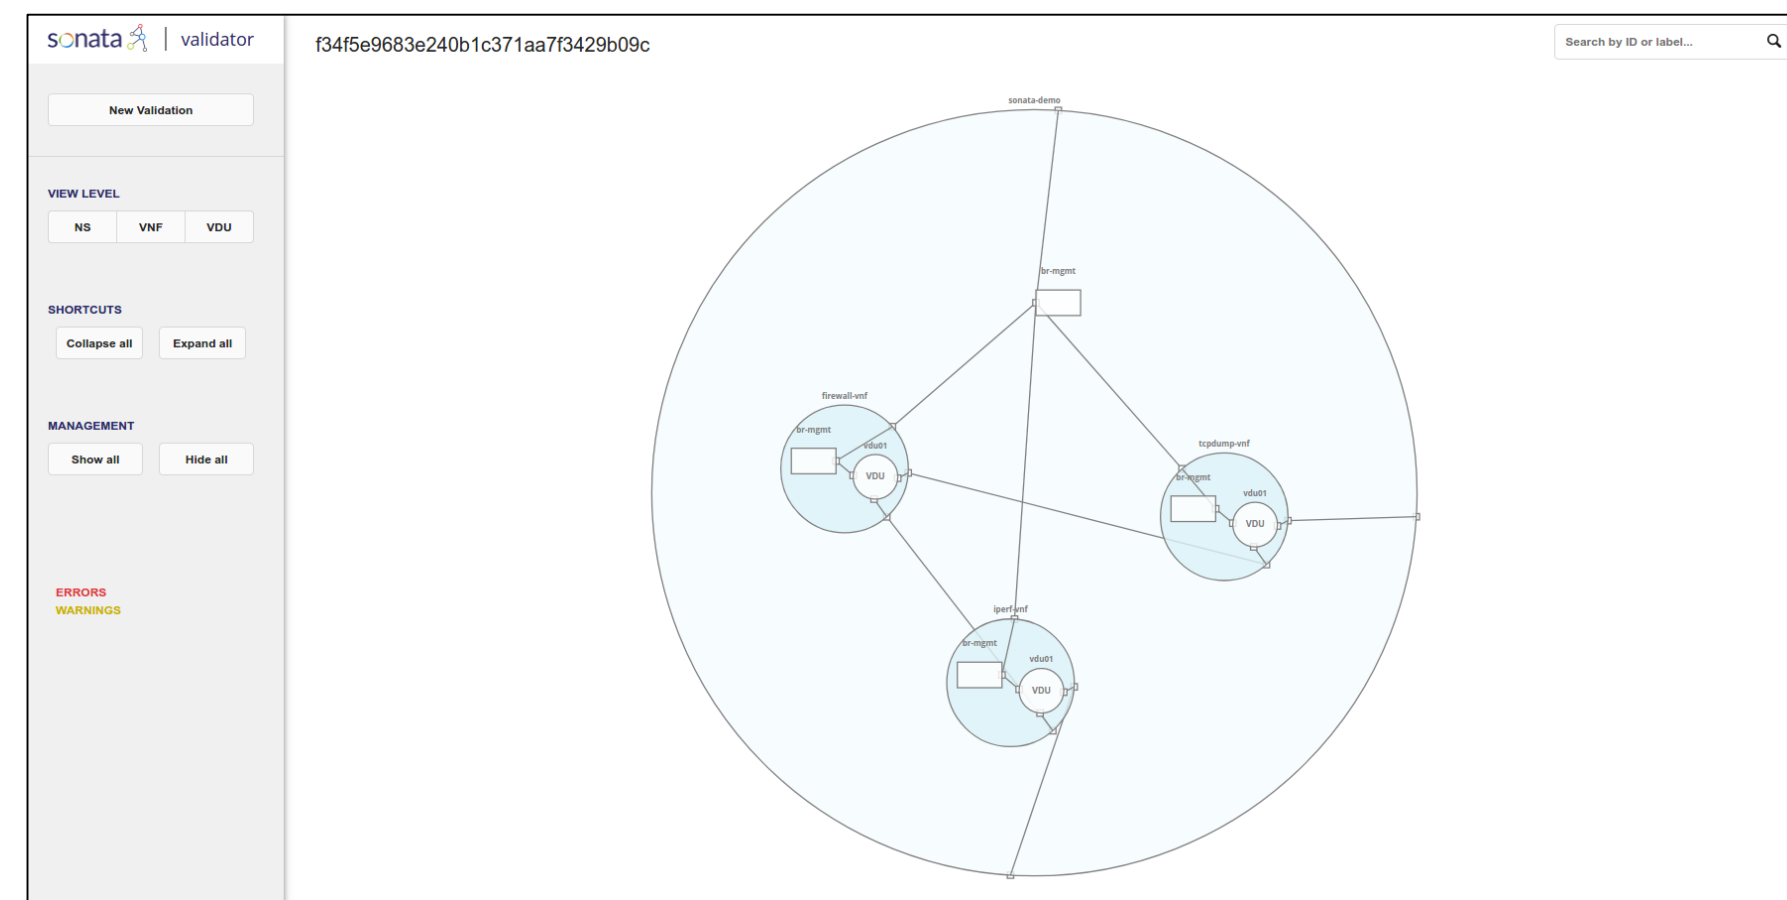 sonata | validator
f34f5e9683e240b1c371aa7f3429b09c
Search by ID or label...
New Validation
VIEW LEVEL
NS VNF VDU
SHORTCUTS
Collapse all Expand all
MANAGEMENT
Show all Hide all
ERRORS
WARNINGS
sonata-demo
br-mgmt
firewall-vnf
br-mgmt
vdu01
VDU
tcpdump-vnf
br-mgmt
vdu01
VDU
iperf-vnf
br-mgmt
vdu01
VDU